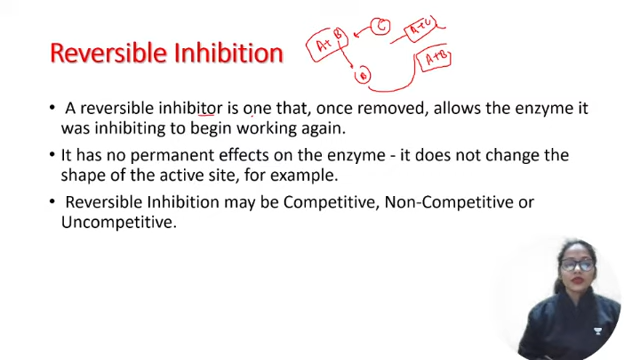 Reversible Inhibition
A+ B
C
A+C
A+B
B
A reversible inhibitor is one that, once removed, allows the enzyme it
was inhibiting to begin working again.
It has no permanent effects on the enzyme - it does not change the
shape of the active site, for example.
Reversible Inhibition may be Competitive, Non-Competitive or
Uncompetitive.